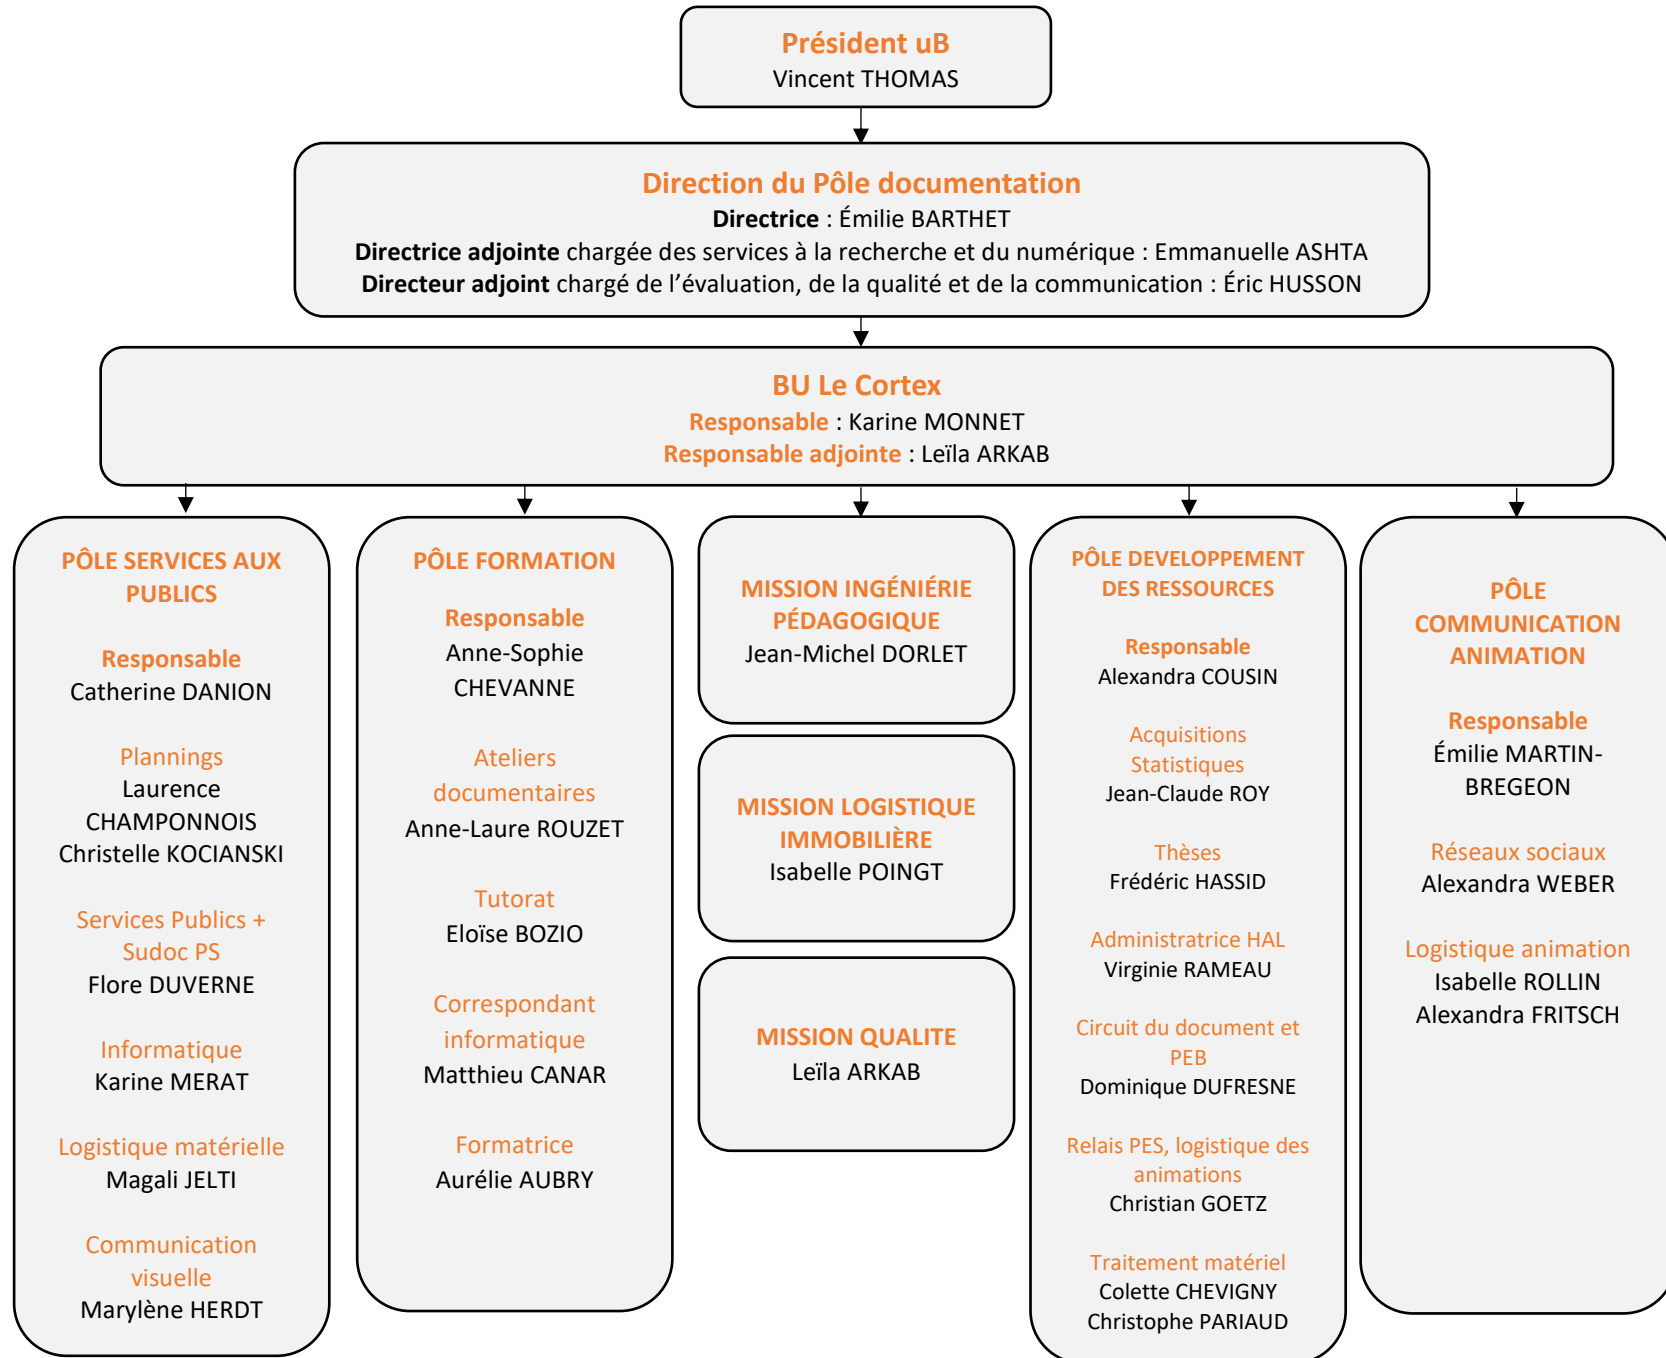 Président uB
Vincent THOMAS
Direction du Pôle documentation
Directrice : Émilie BARTHET
Directrice adjointe chargée des services à la recherche et du numérique : Emmanuelle ASHTA
Directeur adjoint chargé de l’évaluation, de la qualité et de la communication : Éric HUSSON
BU Le Cortex
Responsable : Karine MONNET
Responsable adjointe : Leïla ARKAB
PÔLE SERVICES AUX
PUBLICS
Responsable
Catherine DANION
Plannings
Laurence
CHAMPONNOIS
Christelle KOCIANSKI
Services Publics +
Sudoc PS
Flore DUVERNE
Informatique
Karine MERAT
Logistique matérielle
Magali JELTI
Communication
visuelle
Marylène HERDT
PÔLE FORMATION
Responsable
Anne-Sophie
CHEVANNE
Ateliers
documentaires
Anne-Laure ROUZET
Tutorat
Eloïse BOZIO
Correspondant
informatique
Matthieu CANAR
Formatrice
Aurélie AUBRY
MISSION INGÉNIÉRIE
PÉDAGOGIQUE
Jean-Michel DORLET
MISSION LOGISTIQUE
IMMOBILIÈRE
Isabelle POINGT
MISSION QUALITE
Leïla ARKAB
PÔLE DEVELOPPEMENT
DES RESSOURCES
Responsable
Alexandra COUSIN
Acquisitions
Statistiques
Jean-Claude ROY
Thèses
Frédéric HASSID
Administratrice HAL
Virginie RAMEAU
Circuit du document et
PEB
Dominique DUFRESNE
Relais PES, logistique des
animations
Christian GOETZ
Traitement matériel
Colette CHEVIGNY
Christophe PARIAUD
PÔLE
COMMUNICATION
ANIMATION
Responsable
Émilie MARTIN-
BREGEON
Réseaux sociaux
Alexandra WEBER
Logistique animation
Isabelle ROLLIN
Alexandra FRITSCH